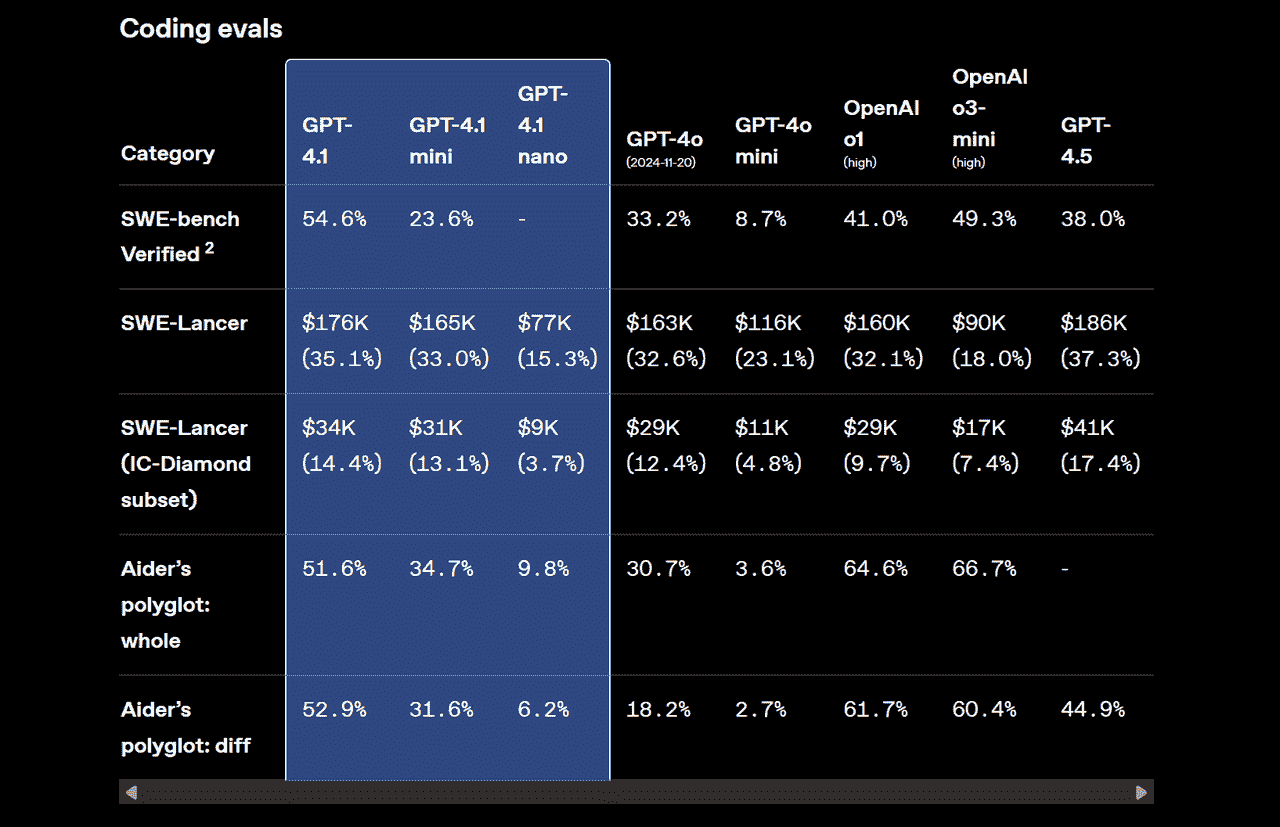 Coding evals
Category GPT-4.1 GPT-4.1 mini GPT-4.1 nano GPT-4o (2024-11-20) GPT-4o mini OpenAI o1 (high) OpenAI o3-mini (high) GPT-4.5
SWE-bench Verified 2 54.6% 23.6% - 33.2% 8.7% 41.0% 49.3% 38.0%
SWE-Lancer $176K $165K $77K $163K $116K $160K $90K $186K
(35.1%) (33.0%) (15.3%) (32.6%) (23.1%) (32.1%) (18.0%) (37.3%)
SWE-Lancer (IC-Diamond subset) $34K $31K $9K $29K $11K $29K $17K $41K
(14.4%) (13.1%) (3.7%) (12.4%) (4.8%) (9.7%) (7.4%) (17.4%)
Aider’s polyglot: whole 51.6% 34.7% 9.8% 30.7% 3.6% 64.6% 66.7% -
Aider’s polyglot: diff 52.9% 31.6% 6.2% 18.2% 2.7% 61.7% 60.4% 44.9%